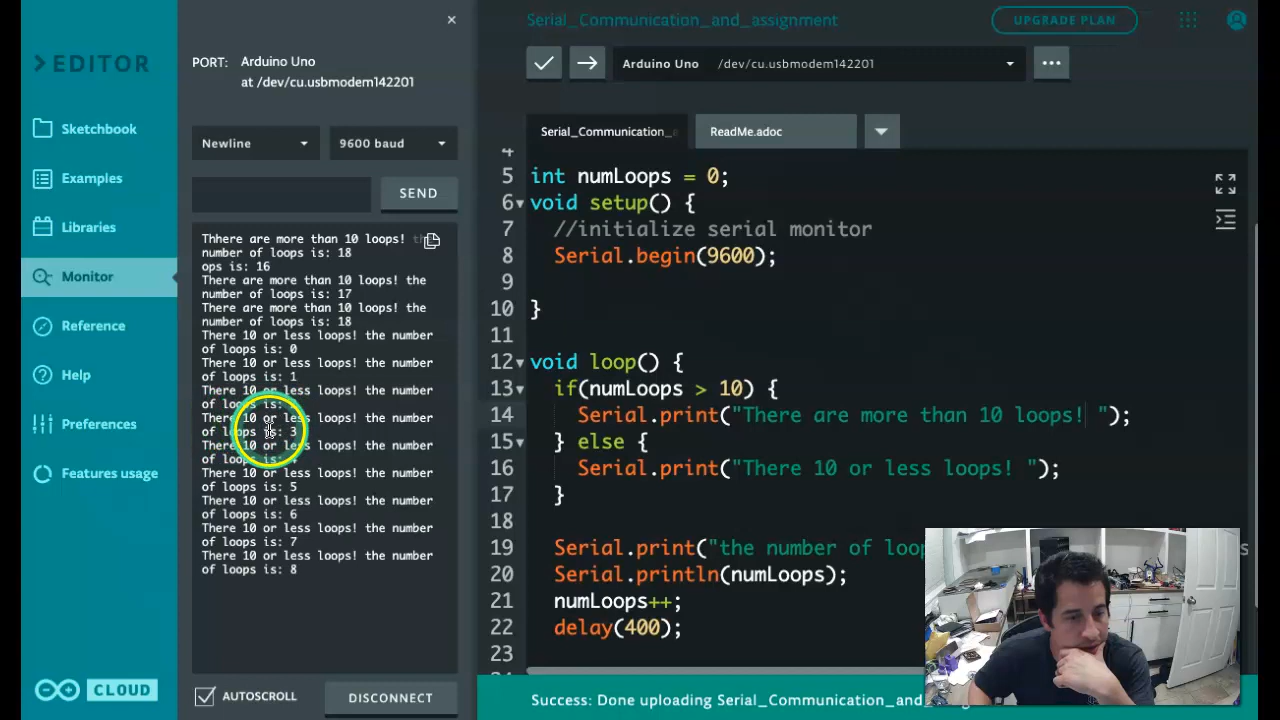 EDITOR
Sketchbook
Examples
Libraries
Monitor
Reference
Help
Preferences
Features usage
CLOUD
×
PORT: Arduino Uno
at /dev/cu.usbmodem142201
Newline
9600 baud
SEND
Thhere are more than 10 loops!
number of loops is: 18
ops is: 16
There are more than 10 loops! the
number of loops is: 17
There are more than 10 loops! the
number of loops is: 18
There 10 or less loops! the number
of loops is: 0
There 10 or less loops! the number
of loops is: 1
There 10 or less loops! the number
of loops is:
There 10 or less loops! the number
of loops is: 3
There 10 or less loops! the number
of loops is:
There 10 or less loops! the number
of loops is: 5
There 10 or less loops! the number
of loops is: 6
There 10 or less loops! the number
of loops is: 7
There 10 or less loops! the number
of loops is: 8
AUTOSCROLL
DISCONNECT
Serial_Communication_and_assignment
UPGRADE PLAN
Arduino Uno /dev/cu.usbmodem142201
•••
Serial_Communication_
ReadMe.adoc
4
5 int numLoops = 0;
6 void setup() {
7 //initialize serial monitor
8 Serial.begin(9600);
9
10 }
11
12 void loop() {
13 if(numLoops > 10) {
14 Serial.print("There are more than 10 loops! ");
15 } else {
16 Serial.print("There 10 or less loops! ");
17 }
18
19 Serial.print("the number of loop
20 Serial.println(numLoops);
21 numLoops++;
22 delay(400);
23
Success: Done uploading Serial_Communication_and_